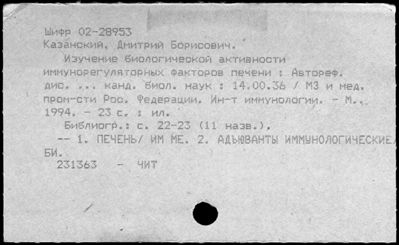 Шифр 02-28953
Казанский, Дмитрий Борисович.
Изучение биологической активности
иммунорегуляторных факторов печени : Автореф.
дис. ... канд. биол. наук : 14.00.36 / МЗ и мед.
пром-сти Рос. Федерации. Ин-т иммунологии. - М.,
1994. - 23 с. : ил.
Библиогр.: с. 22-23 (11 назв.).
-- 1. ПЕЧЕНЬ/ ИМ МЕ. 2. АДЪЮВАНТЫ ИММУНОЛОГИЧЕСКИЕ/
БИ.
231363 - ЧИТ